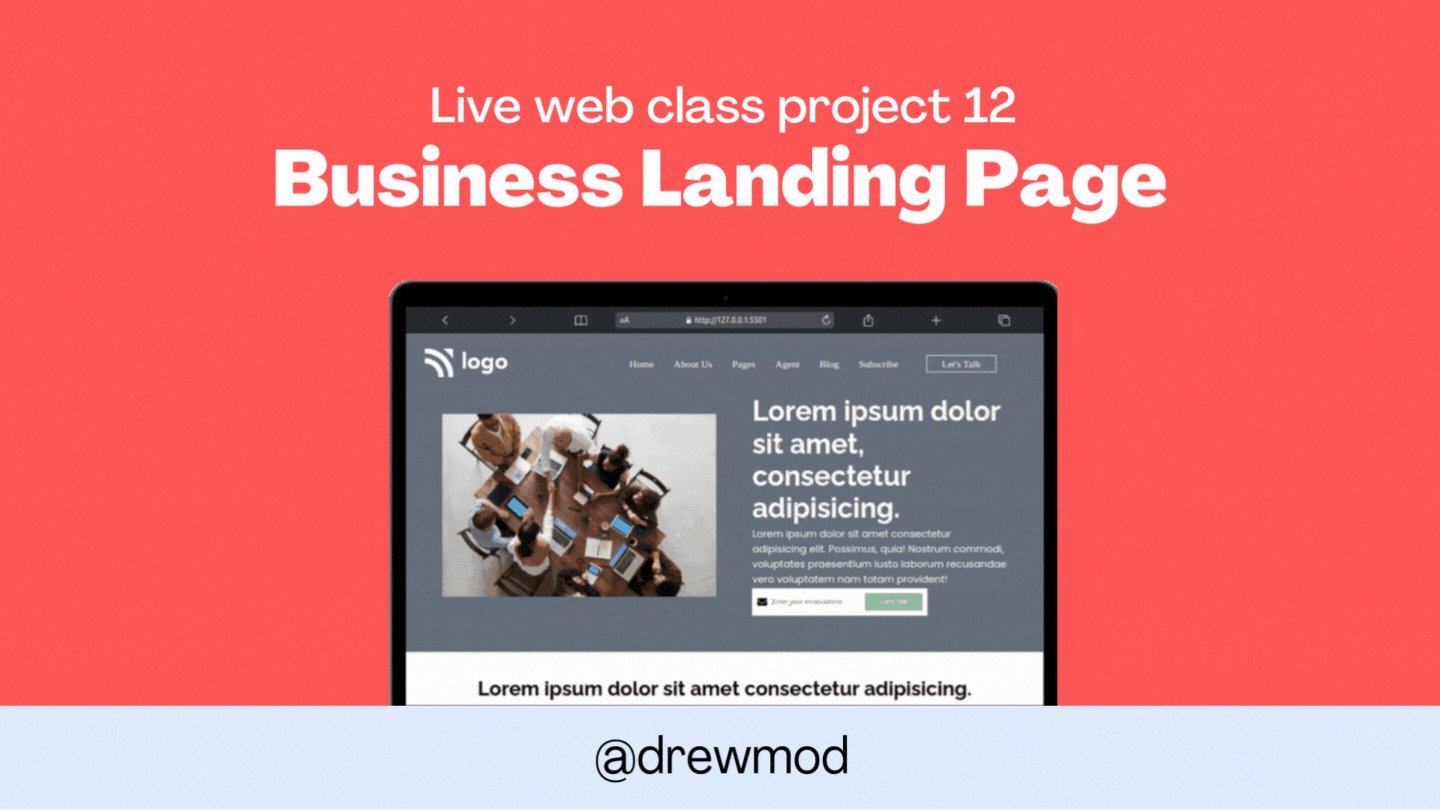 Live web class project 12
Business Landing Page
AA http://127.0.0.1:5501
logo Home About Us Pages Agent Blog Subscribe Let's Talk
Lorem ipsum dolor
sit amet,
consectetur
adipisicing.
Lorem ipsum dolor sit amet consectetur
adipisicing elit. Possimus, quia! Nostrum commodi,
voluptates praesentium iusto laborum recusandae
vero voluptatem nam totam provident!
Enter your email Let's Talk
Lorem ipsum dolor sit amet consectetur adipisicing.
@drewmod